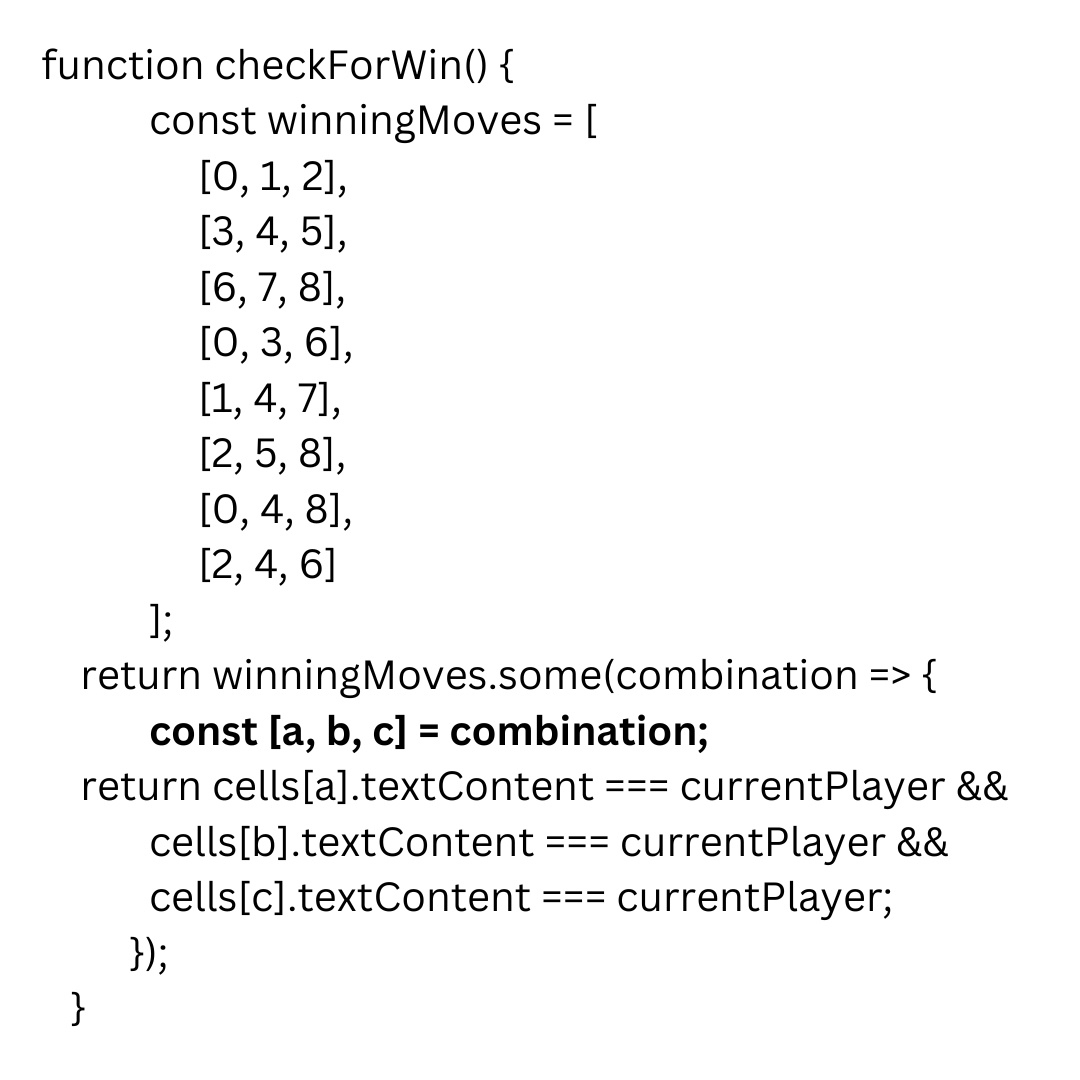 function checkForWin() {
const winningMoves = [
[0, 1, 2],
[3, 4, 5],
[6, 7, 8],
[0, 3, 6],
[1, 4, 7],
[2, 5, 8],
[0, 4, 8],
[2, 4, 6]
];
return winningMoves.some(combination => {
const [a, b, c] = combination;
return cells[a].textContent === currentPlayer &&
cells[b].textContent === currentPlayer &&
cells[c].textContent === currentPlayer;
});
}